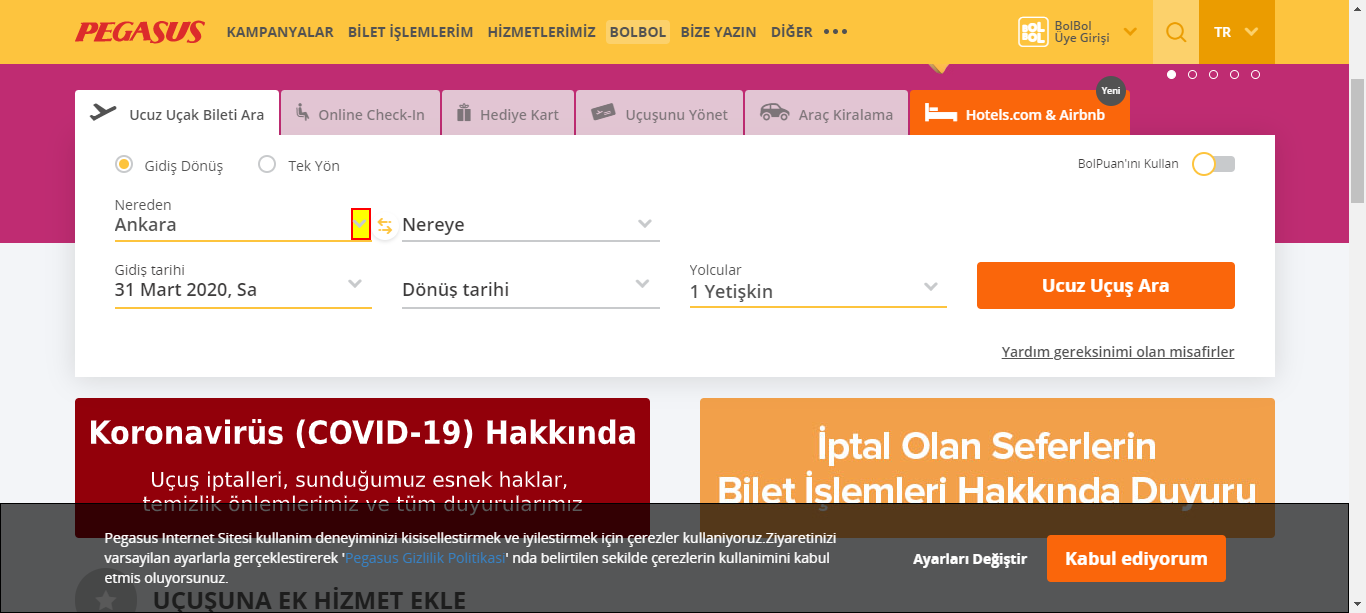 PEGASUS
KAMPANYALAR BİLET İŞLEMLERİM HİZMETLERİMİZ BOLBOL BİZE YAZIN DİĞER
BOL BOL
BolBol
Üye Girişi
TR
Yeni
Ucuz Uçak Bileti Ara
Online Check-In
Hediye Kart
Uçuşunu Yönet
Araç Kiralama
Hotels.com & Airbnb
Gidiş Dönüş
Tek Yön
BolPuan'ını Kullan
Nereden
Ankara
Nereye
Gidiş tarihi
31 Mart 2020, Sa
Dönüş tarihi
Yolcular
1 Yetişkin
Ucuz Uçuş Ara
Yardım gereksinimi olan misafirler
Koronavirüs (COVID-19) Hakkında
Uçuş iptalleri, sunduğumuz esnek haklar,
temizlik önlemlerimiz ve tüm duyurularımız
İptal Olan Seferlerin
Bilet İşlemleri Hakkında Duyuru
Pegasus Internet Sitesi kullanim deneyiminizi kisisellestirmek ve iyilestirmek için çerezler kullaniyoruz.Ziyaretinizi
varsayilan ayarlarla gerçeklestirerek 'Pegasus Gizlilik Politikasi' nda belirtilen sekilde çerezlerin kullanimini kabul
etmis oluyorsunuz.
Ayarları Değiştir
Kabul ediyorum
UÇUŞUNA EK HİZMET EKLE